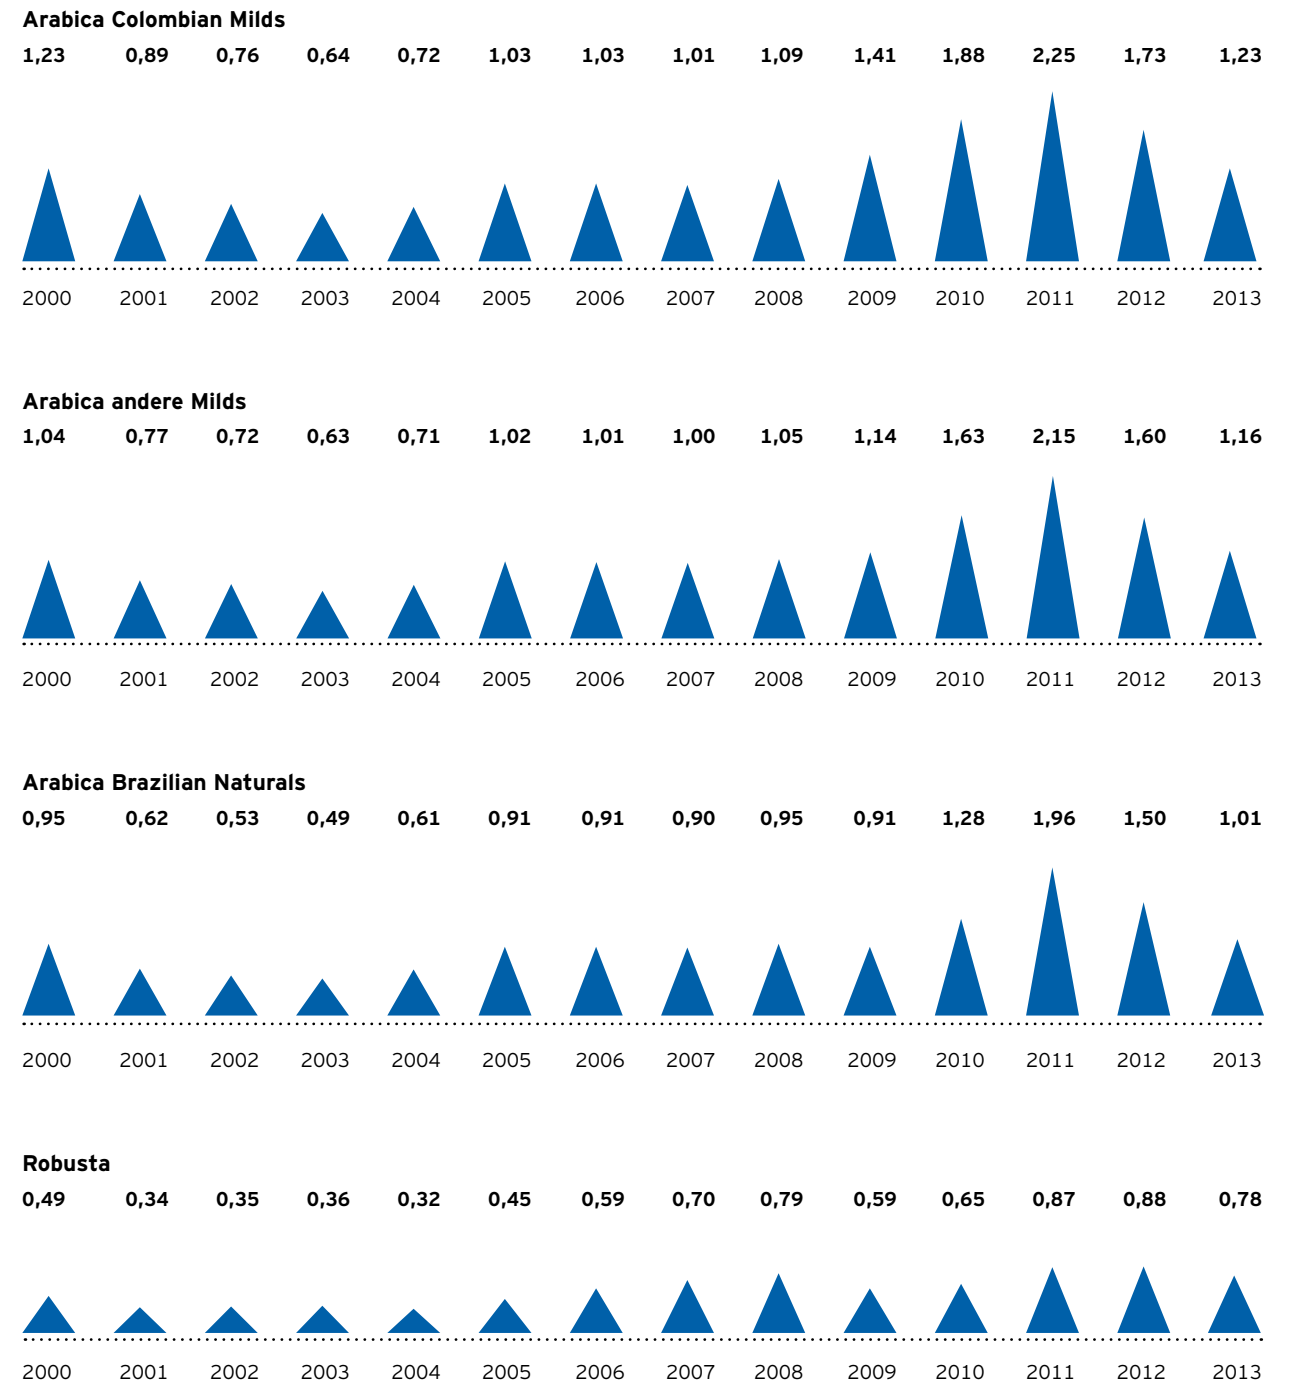 Arabica Colombian Milds
1,23 0,89 0,76 0,64 0,72 1,03 1,03 1,01 1,09 1,41 1,88 2,25 1,73 1,23
2000 2001 2002 2003 2004 2005 2006 2007 2008 2009 2010 2011 2012 2013
Arabica andere Milds
1,04 0,77 0,72 0,63 0,71 1,02 1,01 1,00 1,05 1,14 1,63 2,15 1,60 1,16
2000 2001 2002 2003 2004 2005 2006 2007 2008 2009 2010 2011 2012 2013
Arabica Brazilian Naturals
0,95 0,62 0,53 0,49 0,61 0,91 0,91 0,90 0,95 0,91 1,28 1,96 1,50 1,01
2000 2001 2002 2003 2004 2005 2006 2007 2008 2009 2010 2011 2012 2013
Robusta
0,49 0,34 0,35 0,36 0,32 0,45 0,59 0,70 0,79 0,59 0,65 0,87 0,88 0,78
2000 2001 2002 2003 2004 2005 2006 2007 2008 2009 2010 2011 2012 2013